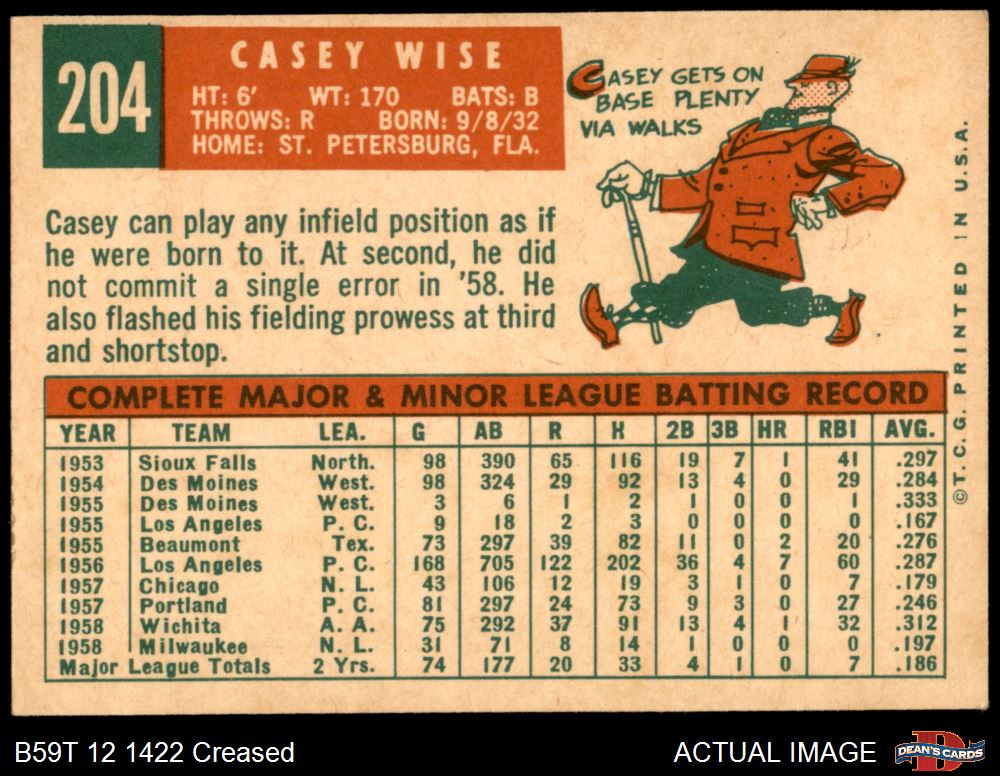 204
CASEY WISE
HT: 6' WT: 170 BATS: B
THROWS: R BORN: 9/8/32
HOME: ST. PETERSBURG, FLA.
CASEY GETS ON
BASE PLENTY
VIA WALKS
Casey can play any infield position as if
he were born to it. At second, he did
not commit a single error in '58. He
also flashed his fielding prowess at third
and shortstop.
COMPLETE MAJOR & MINOR LEAGUE BATTING RECORD
YEAR TEAM LEA. G AB R H 2B 3B HR RBI AVG.
1953 Sioux Falls North. 98 390 65 116 19 7 1 41 .297
1954 Des Moines West. 98 324 29 92 13 4 0 29 .284
1955 Des Moines West. 3 6 1 2 1 0 0 1 .333
1955 Los Angeles P. C. 9 18 2 3 0 0 0 0 .167
1955 Beaumont Tex. 73 297 39 82 11 0 2 20 .276
1956 Los Angeles P. C. 168 705 122 202 36 4 7 60 .287
1957 Chicago N. L. 43 106 12 19 3 1 0 7 .179
1957 Portland P. C. 81 297 24 73 9 3 0 27 .246
1958 Wichita A. A. 75 292 37 91 13 4 1 32 .312
1958 Milwaukee N. L. 31 71 8 14 1 0 0 0 .197
Major League Totals 2 Yrs. 74 177 20 33 4 1 0 7 .186
©T. C. G. PRINTED IN U.S.A.
B59T 12 1422 Creased
ACTUAL IMAGE
D
DEAN'S CARDS